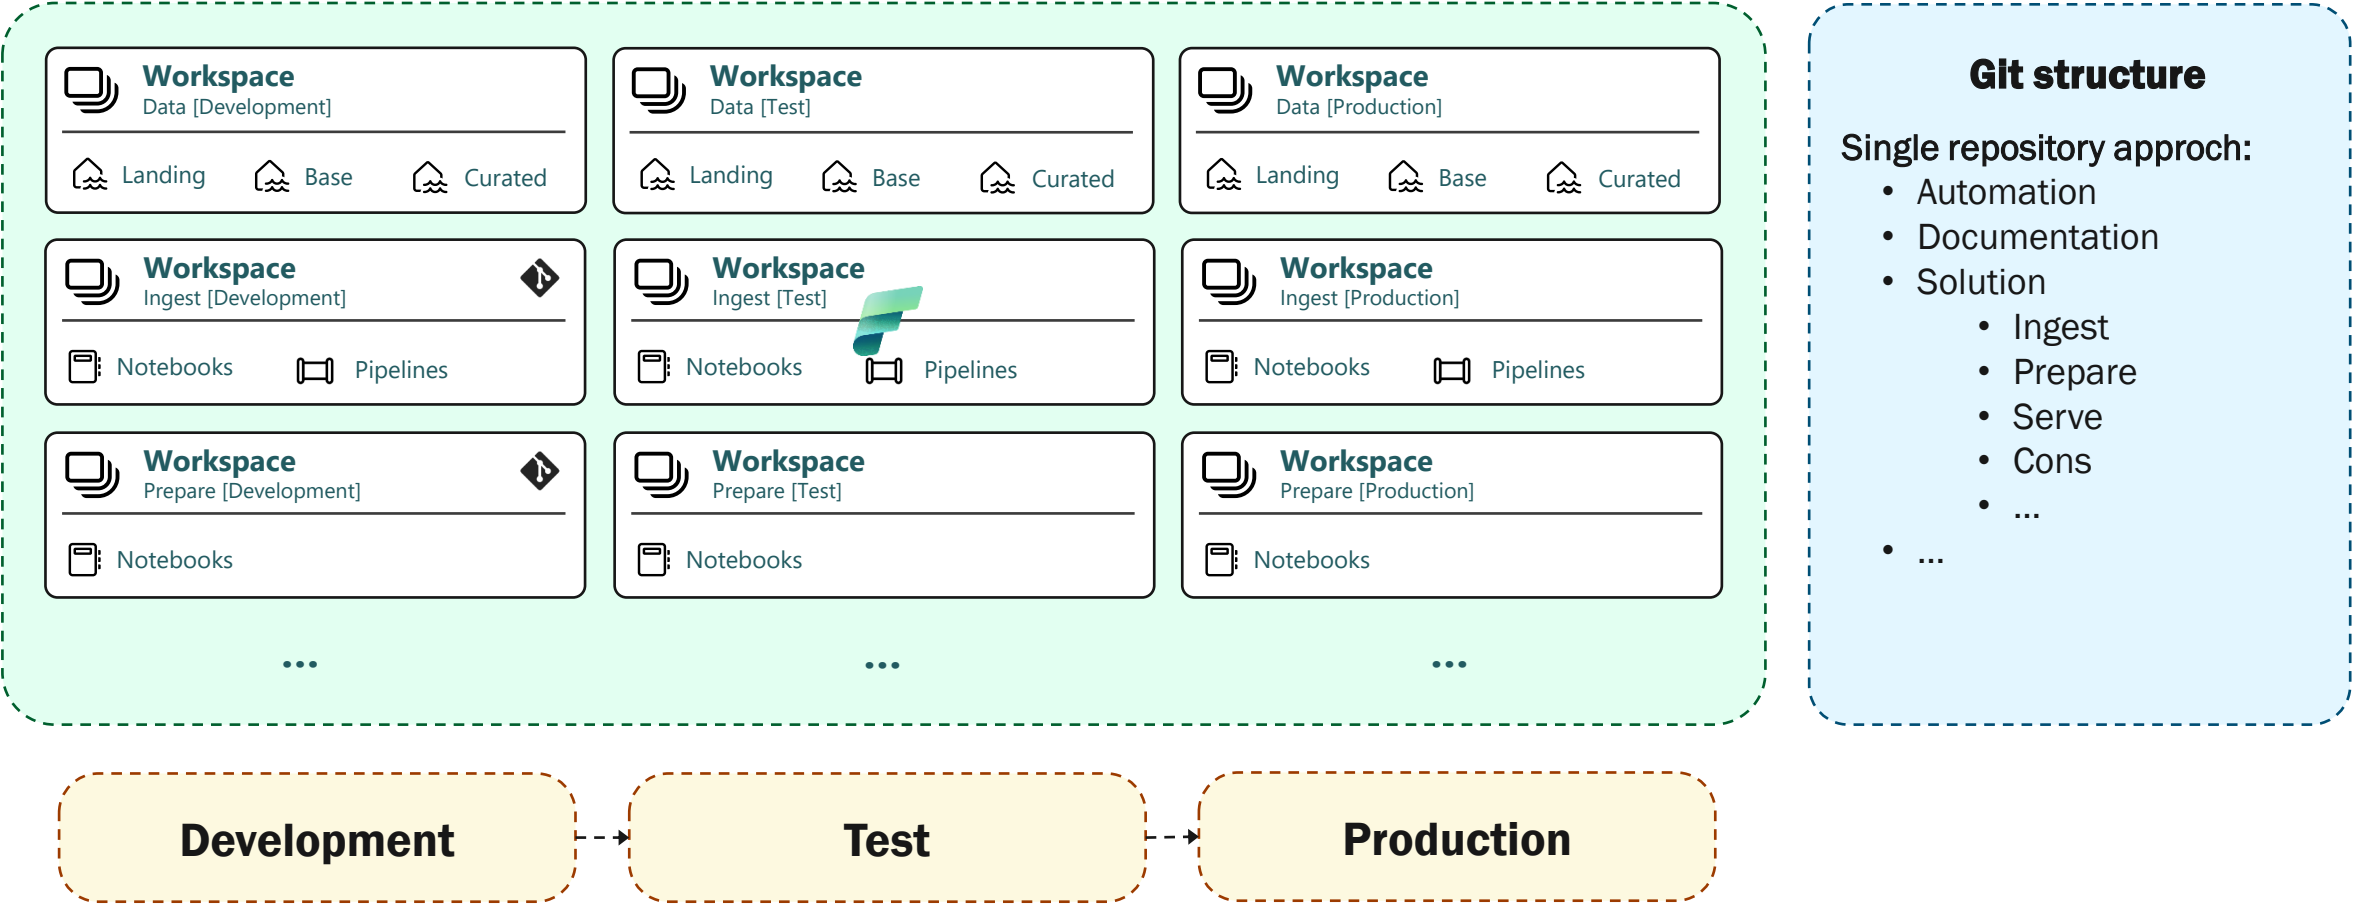 Workspace
Data [Development]
Landing
Base
Curated
Workspace
Data [Test]
Landing
Base
Curated
Workspace
Data [Production]
Landing
Base
Curated
Workspace
Ingest [Development]
Notebooks
Pipelines
Workspace
Ingest [Test]
Notebooks
Pipelines
Workspace
Ingest [Production]
Notebooks
Pipelines
Workspace
Prepare [Development]
Notebooks
Workspace
Prepare [Test]
Notebooks
Workspace
Prepare [Production]
Notebooks
...
...
...
Git structure
Single repository approch:
• Automation
• Documentation
• Solution
• Ingest
• Prepare
• Serve
• Cons
• ...
• ...
Development
Test
Production